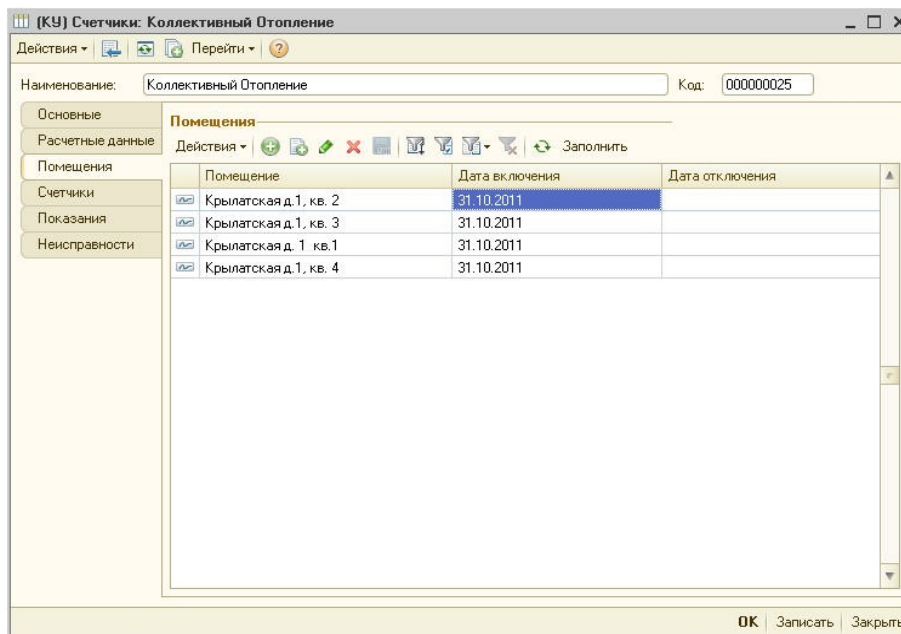 (КУ) Счетчики: Коллективный Отопление
Действия Перейти
Наименование: Коллективный Отопление Код: 000000025
Основные
Расчетные данные
Помещения
Счетчики
Показания
Неисправности
Помещения
Действия Заполнить
Помещение Дата включения Дата отключения
Крылатская д.1, кв. 2 31.10.2011
Крылатская д.1, кв. 3 31.10.2011
Крылатская д. 1 кв.1 31.10.2011
Крылатская д.1, кв. 4 31.10.2011
OK Записать Закрыть